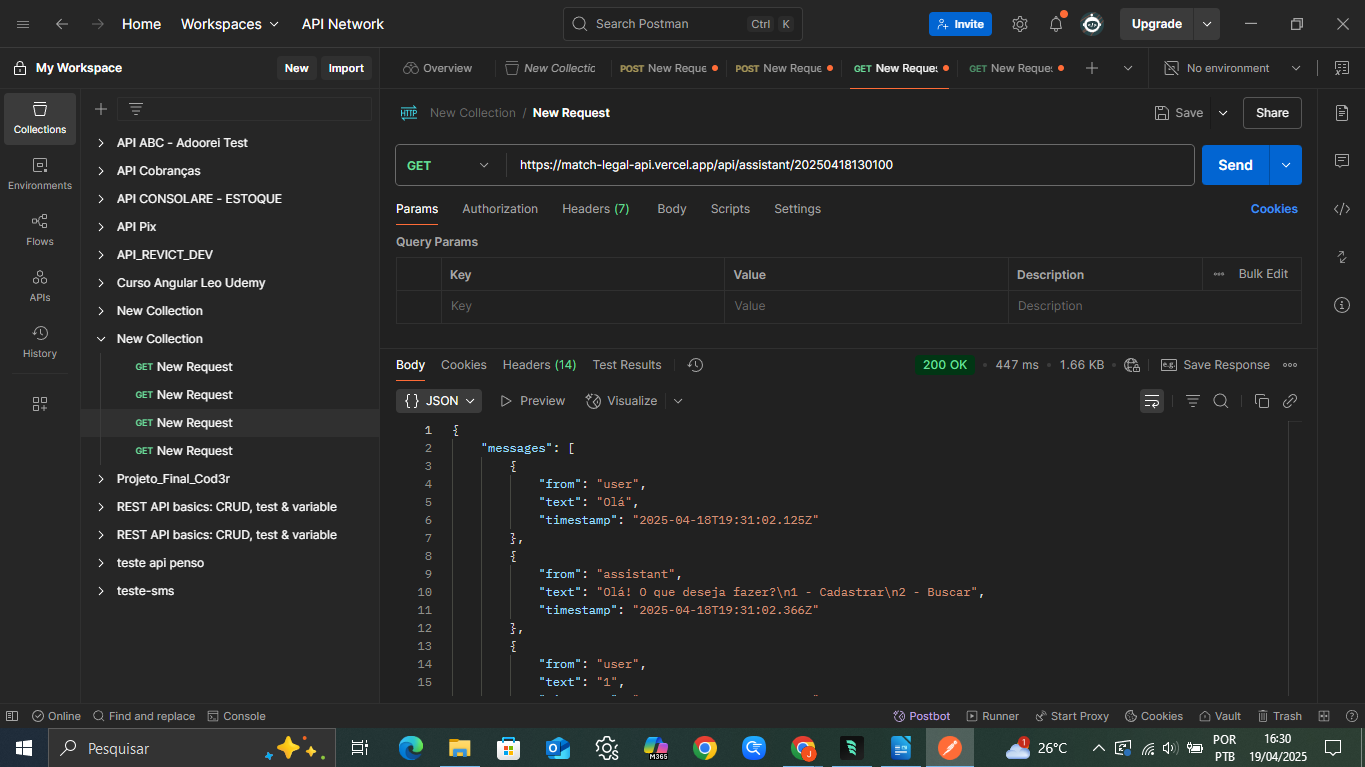 Home Workspaces API Network Search Postman Ctrl K Invite Upgrade
My Workspace New Import Overview New Collectic POST New Reque POST New Reque GET New Reques GET New Reques No environment
Collections
Environments
Flows
APIs
History
API ABC - Adoorei Test
API Cobranças
API CONSOLARE - ESTOQUE
API Pix
API_REVICT_DEV
Curso Angular Leo Udemy
New Collection
New Collection
GET New Request
GET New Request
GET New Request
GET New Request
Projeto_Final_Cod3r
REST API basics: CRUD, test & variable
REST API basics: CRUD, test & variable
teste api penso
teste-sms
HTTP New Collection / New Request Save Share
GET https://match-legal-api.vercel.app/api/assistant/20250418130100 Send
Params Authorization Headers (7) Body Scripts Settings Cookies
Query Params
Key Value Description Bulk Edit
Key Value Description
Body Cookies Headers (14) Test Results 200 OK 447 ms 1.66 KB Save Response
{} JSON Preview Visualize
1 {
2 "messages": [
3 {
4 "from": "user",
5 "text": "Olá",
6 "timestamp": "2025-04-18T19:31:02.125Z"
7 },
8 {
9 "from": "assistant",
10 "text": "Olá! O que deseja fazer?\n1 - Cadastrar\n2 - Buscar",
11 "timestamp": "2025-04-18T19:31:02.366Z"
12 },
13 {
14 "from": "user",
15 "text": "1",
Online Find and replace Console Postbot Runner Start Proxy Cookies Vault Trash
Pesquisar M365 J 1 26°C POR PTB 16:30 19/04/2025